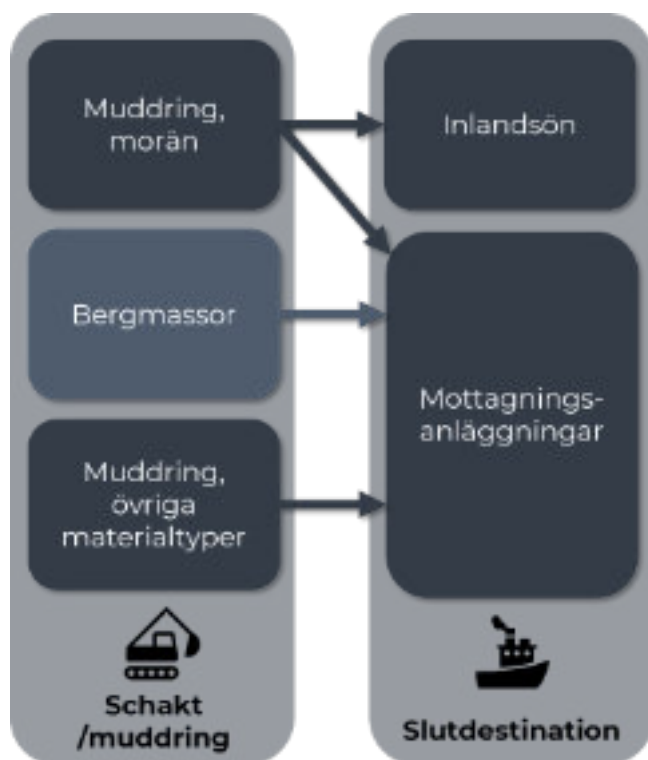 Muddring,
morän
Bergmassor
Muddring,
övriga
materialtyper
Schakt
/muddring
Inlandsön
Mottagnings-
anläggningar
Slutdestination